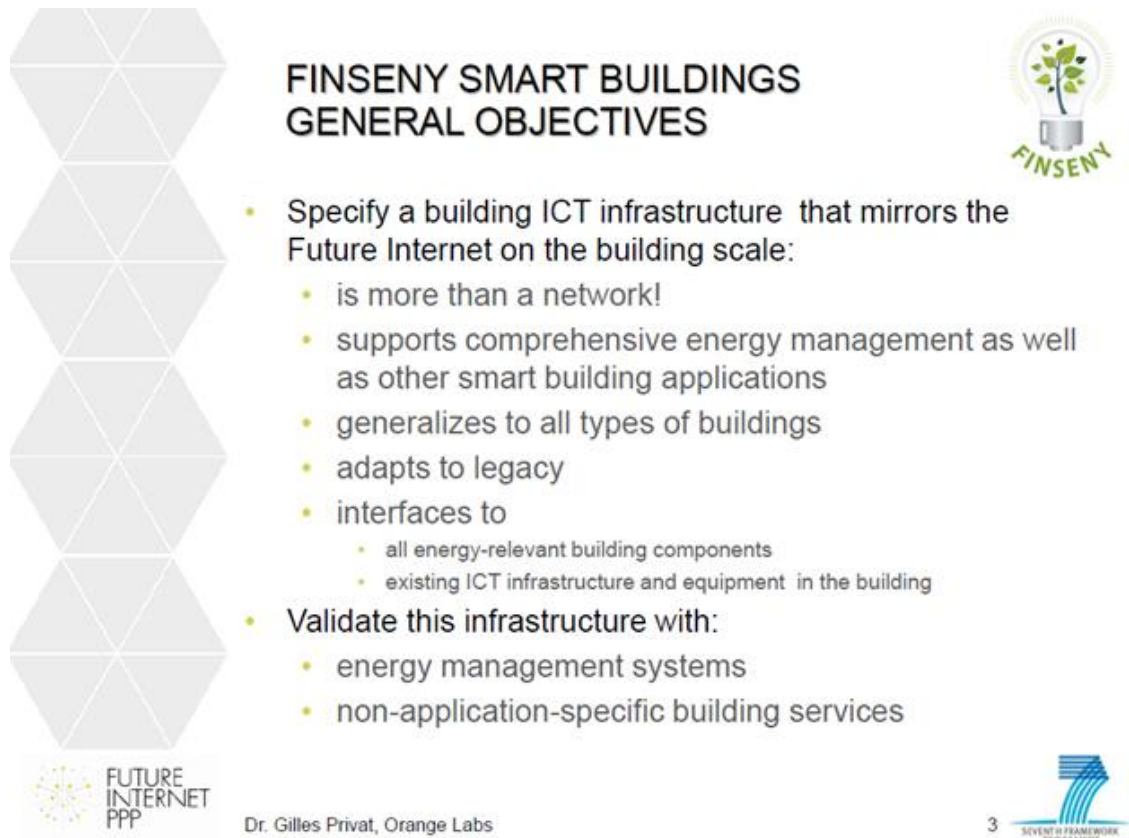 FINSENY SMART BUILDINGS
GENERAL OBJECTIVES
FINSENY
• Specify a building ICT infrastructure that mirrors the
Future Internet on the building scale:
• is more than a network!
• supports comprehensive energy management as well
as other smart building applications
• generalizes to all types of buildings
• adapts to legacy
• interfaces to
• all energy-relevant building components
• existing ICT infrastructure and equipment in the building
• Validate this infrastructure with:
• energy management systems
• non-application-specific building services
FUTURE
INTERNET
PPP
Dr. Gilles Privat, Orange Labs
3
SEVENTH FRAMEWORK